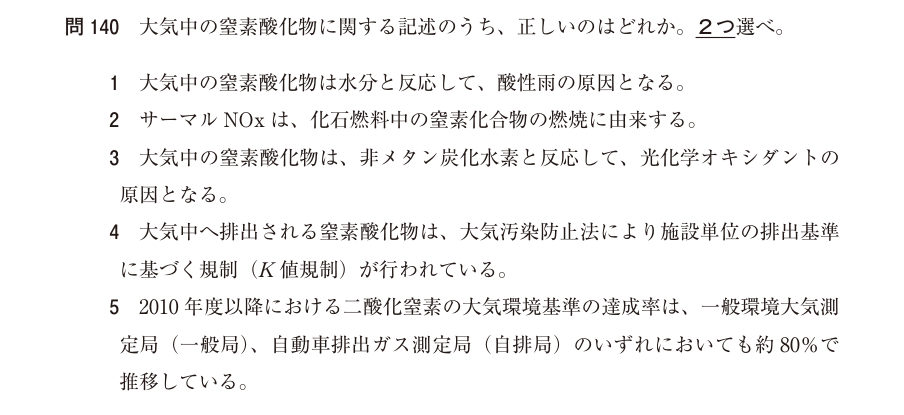 問 140　大気中の窒素酸化物に関する記述のうち、正しいのはどれか。２つ選べ。
1　大気中の窒素酸化物は水分と反応して、酸性雨の原因となる。
2　サーマル NOx は、化石燃料中の窒素化合物の燃焼に由来する。
3　大気中の窒素酸化物は、非メタン炭化水素と反応して、光化学オキシダントの
原因となる。
4　大気中へ排出される窒素酸化物は、大気汚染防止法により施設単位の排出基準
に基づく規制（K 値規制）が行われている。
5　2010 年度以降における二酸化窒素の大気環境基準の達成率は、一般環境大気測
定局（一般局）、自動車排出ガス測定局（自排局）のいずれにおいても約 80％で
推移している。